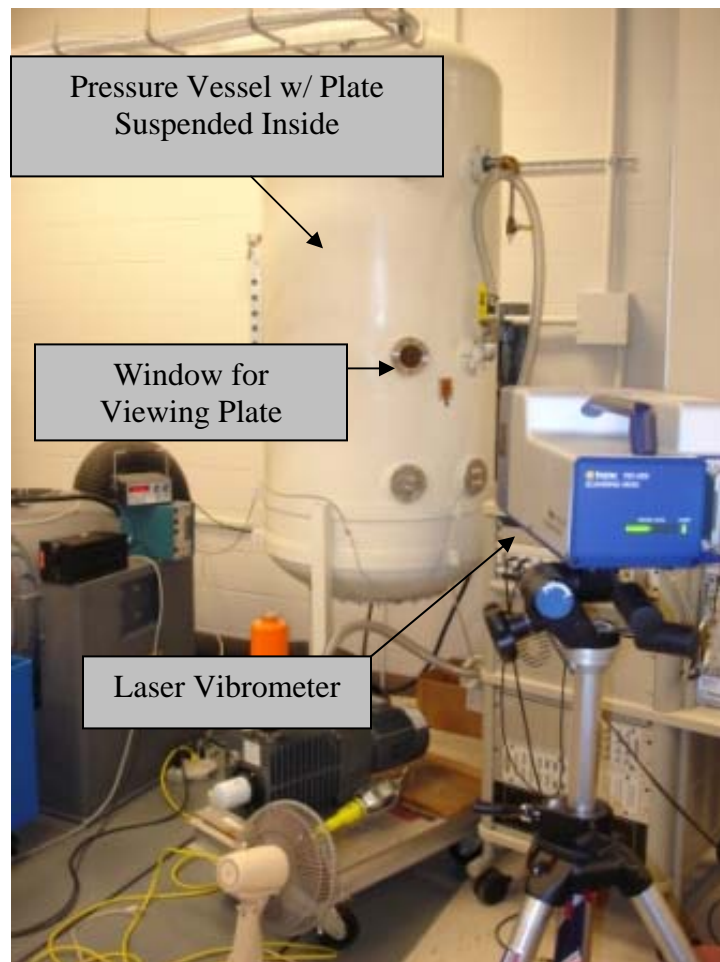 Pressure Vessel w/ Plate
Suspended Inside
Window for
Viewing Plate
Laser Vibrometer